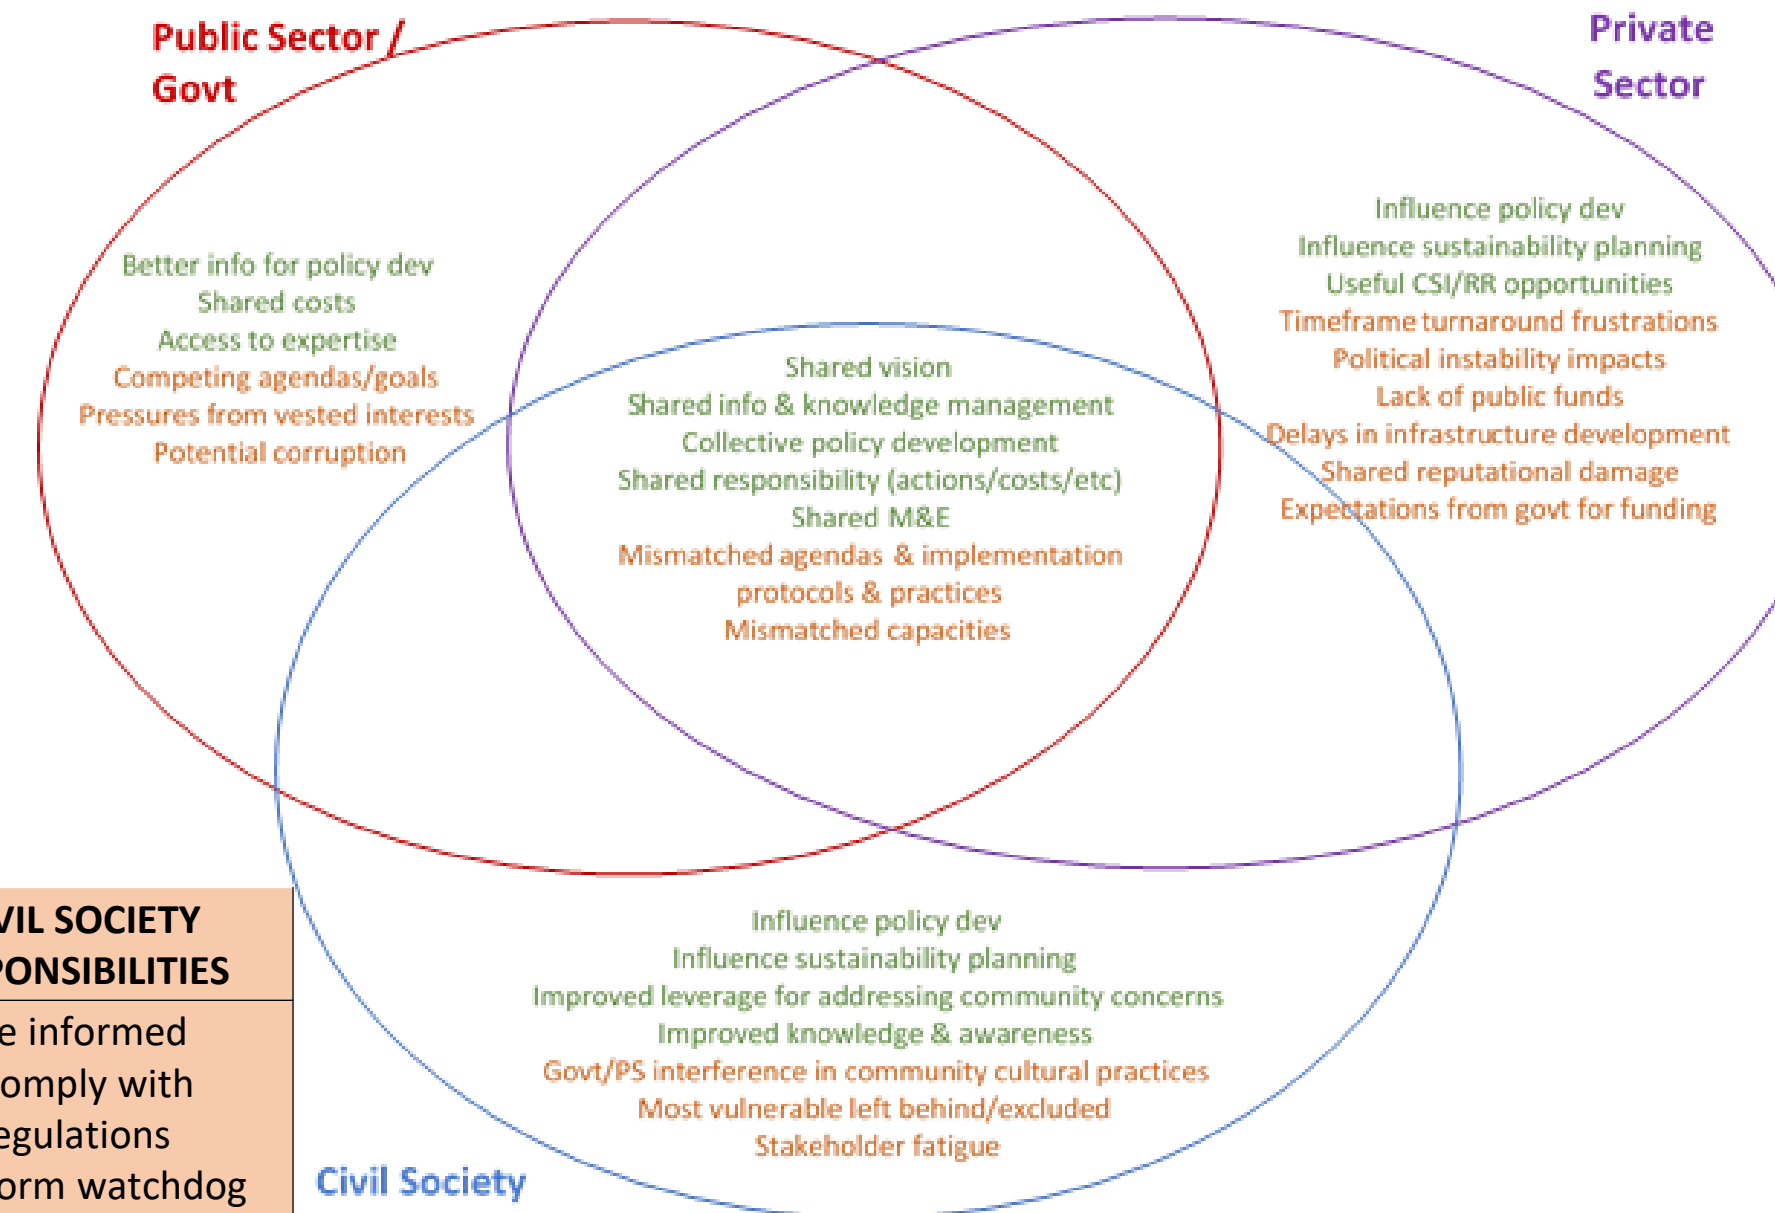 Public Sector /
Govt
Private
Sector
Better info for policy dev
Shared costs
Access to expertise
Competing agendas/goals
Pressures from vested interests
Potential corruption
Influence policy dev
Influence sustainability planning
Useful CSI/RR opportunities
Timeframe turnaround frustrations
Political instability impacts
Lack of public funds
Delays in infrastructure development
Shared reputational damage
Expectations from govt for funding
Shared vision
Shared info & knowledge management
Collective policy development
Shared responsibility (actions/costs/etc)
Shared M&E
Mismatched agendas & implementation
protocols & practices
Mismatched capacities
Influence policy dev
Influence sustainability planning
Improved leverage for addressing community concerns
Improved knowledge & awareness
Govt/PS interference in community cultural practices
Most vulnerable left behind/excluded
Stakeholder fatigue
Civil Society
VIL SOCIETY
PONSIBILITIES
e informed
omply with
egulations
orm watchdog